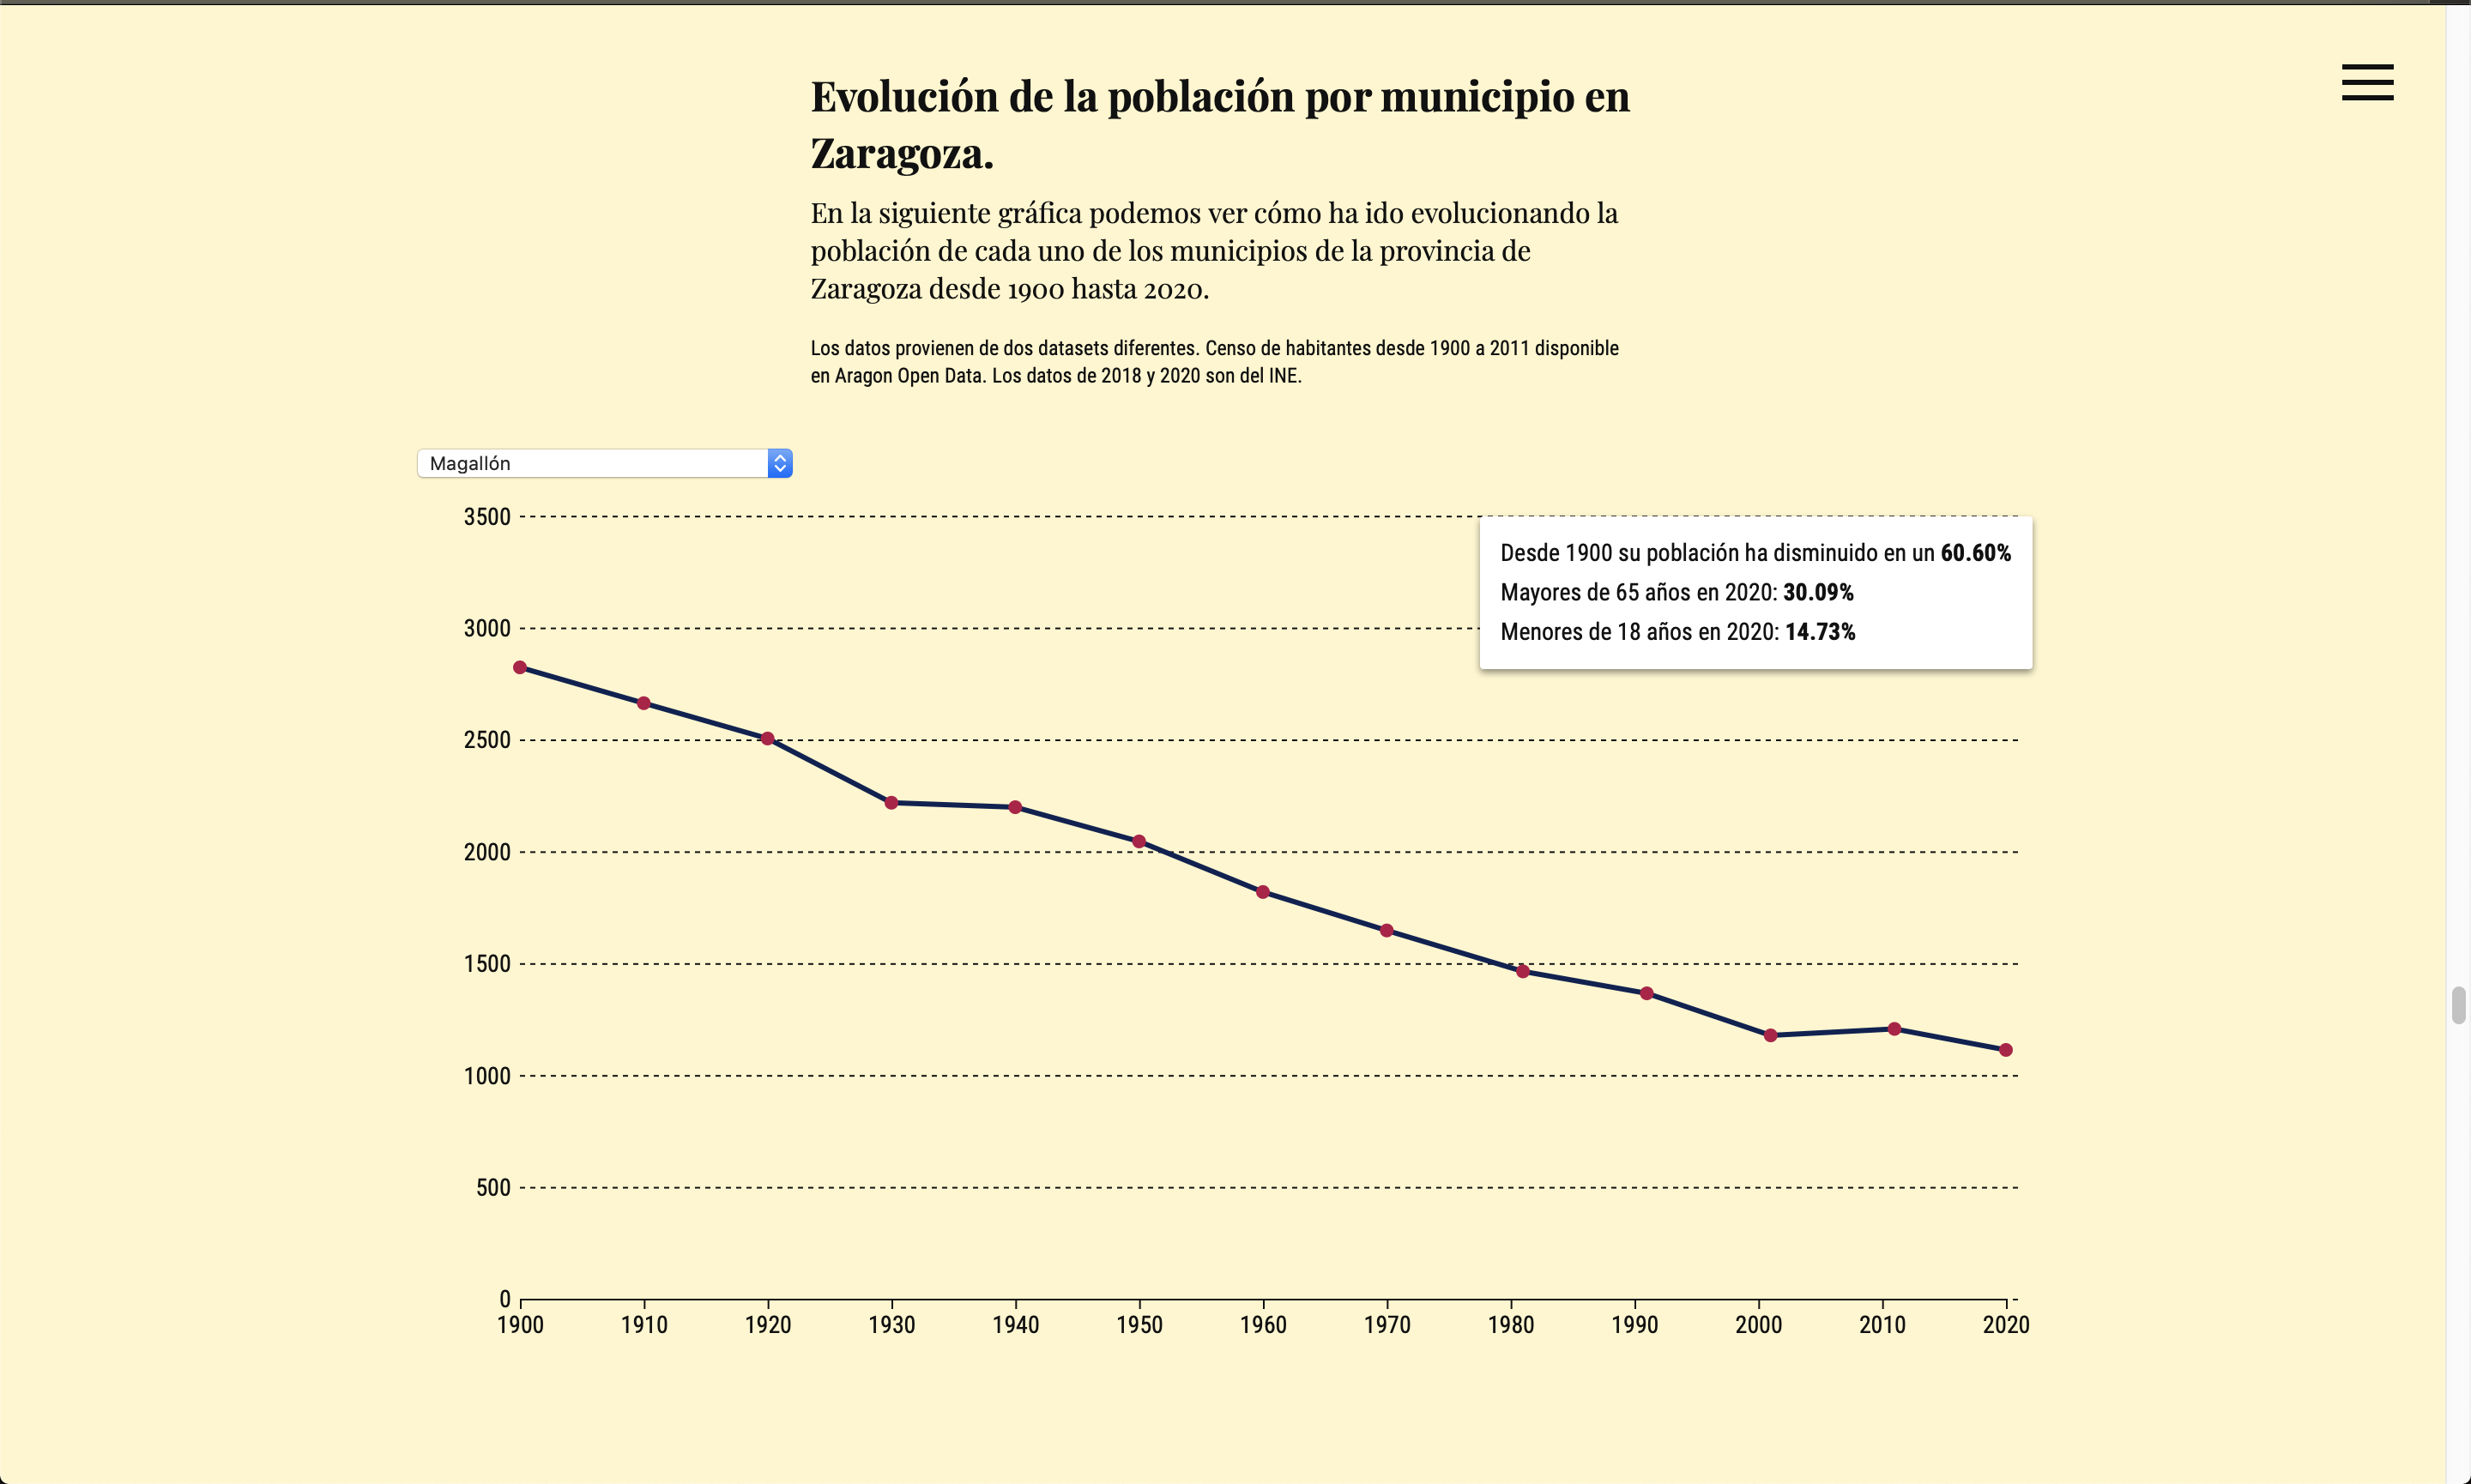 Evolución de la población por municipio en
Zaragoza.
En la siguiente gráfica podemos ver cómo ha ido evolucionando la
población de cada uno de los municipios de la provincia de
Zaragoza desde 1900 hasta 2020.
Los datos provienen de dos datasets diferentes. Censo de habitantes desde 1900 a 2011 disponible
en Aragon Open Data. Los datos de 2018 y 2020 son del INE.
Magallón
3500
Desde 1900 su población ha disminuido en un 60.60%
Mayores de 65 años en 2020: 30.09%
Menores de 18 años en 2020: 14.73%
3000
2500
2000
1500
1000
500
0
1900 1910 1920 1930 1940 1950 1960 1970 1980 1990 2000 2010 2020